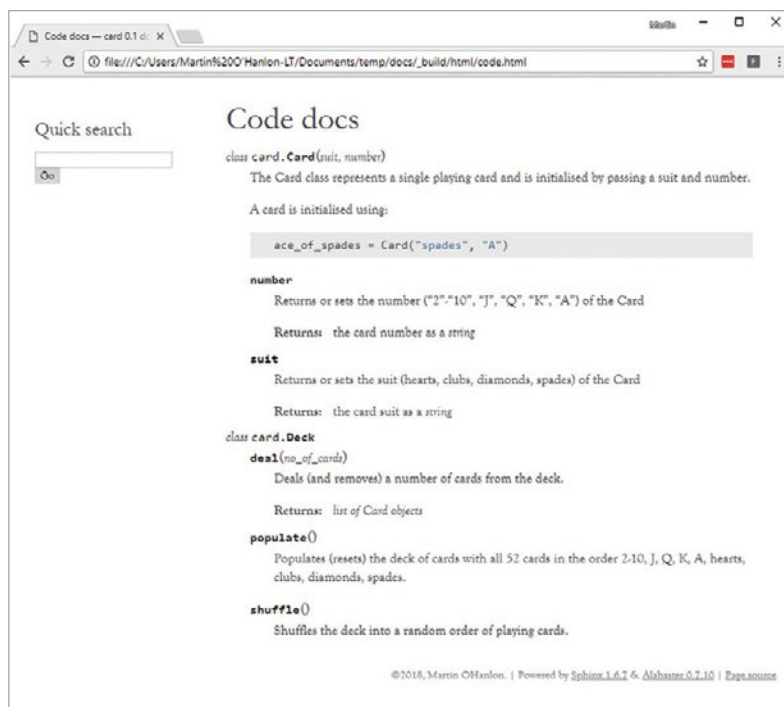 Martin
Code docs — card 0.1 dc
file:///C:/Users/Martin%20O'Hanlon-LT/Documents/temp/docs/_build/html/code.html
Quick search
Go
Code docs
class card.Card(suit, number)
The Card class represents a single playing card and is initialised by passing a suit and number.
A card is initialised using:
ace_of_spades = Card("spades", "A")
number
Returns or sets the number (“2”-“10”, “J”, “Q”, “K”, “A”) of the Card
Returns: the card number as a string
suit
Returns or sets the suit (hearts, clubs, diamonds, spades) of the Card
Returns: the card suit as a string
class card.Deck
deal(no_of_cards)
Deals (and removes) a number of cards from the deck.
Returns: list of Card objects
populate()
Populates (resets) the deck of cards with all 52 cards in the order 2-10, J, Q, K, A, hearts,
clubs, diamonds, spades.
shuffle()
Shuffles the deck into a random order of playing cards.
©2018, Martin OHanlon. | Powered by Sphinx 1.6.7 & Alabaster 0.7.10 | Page source